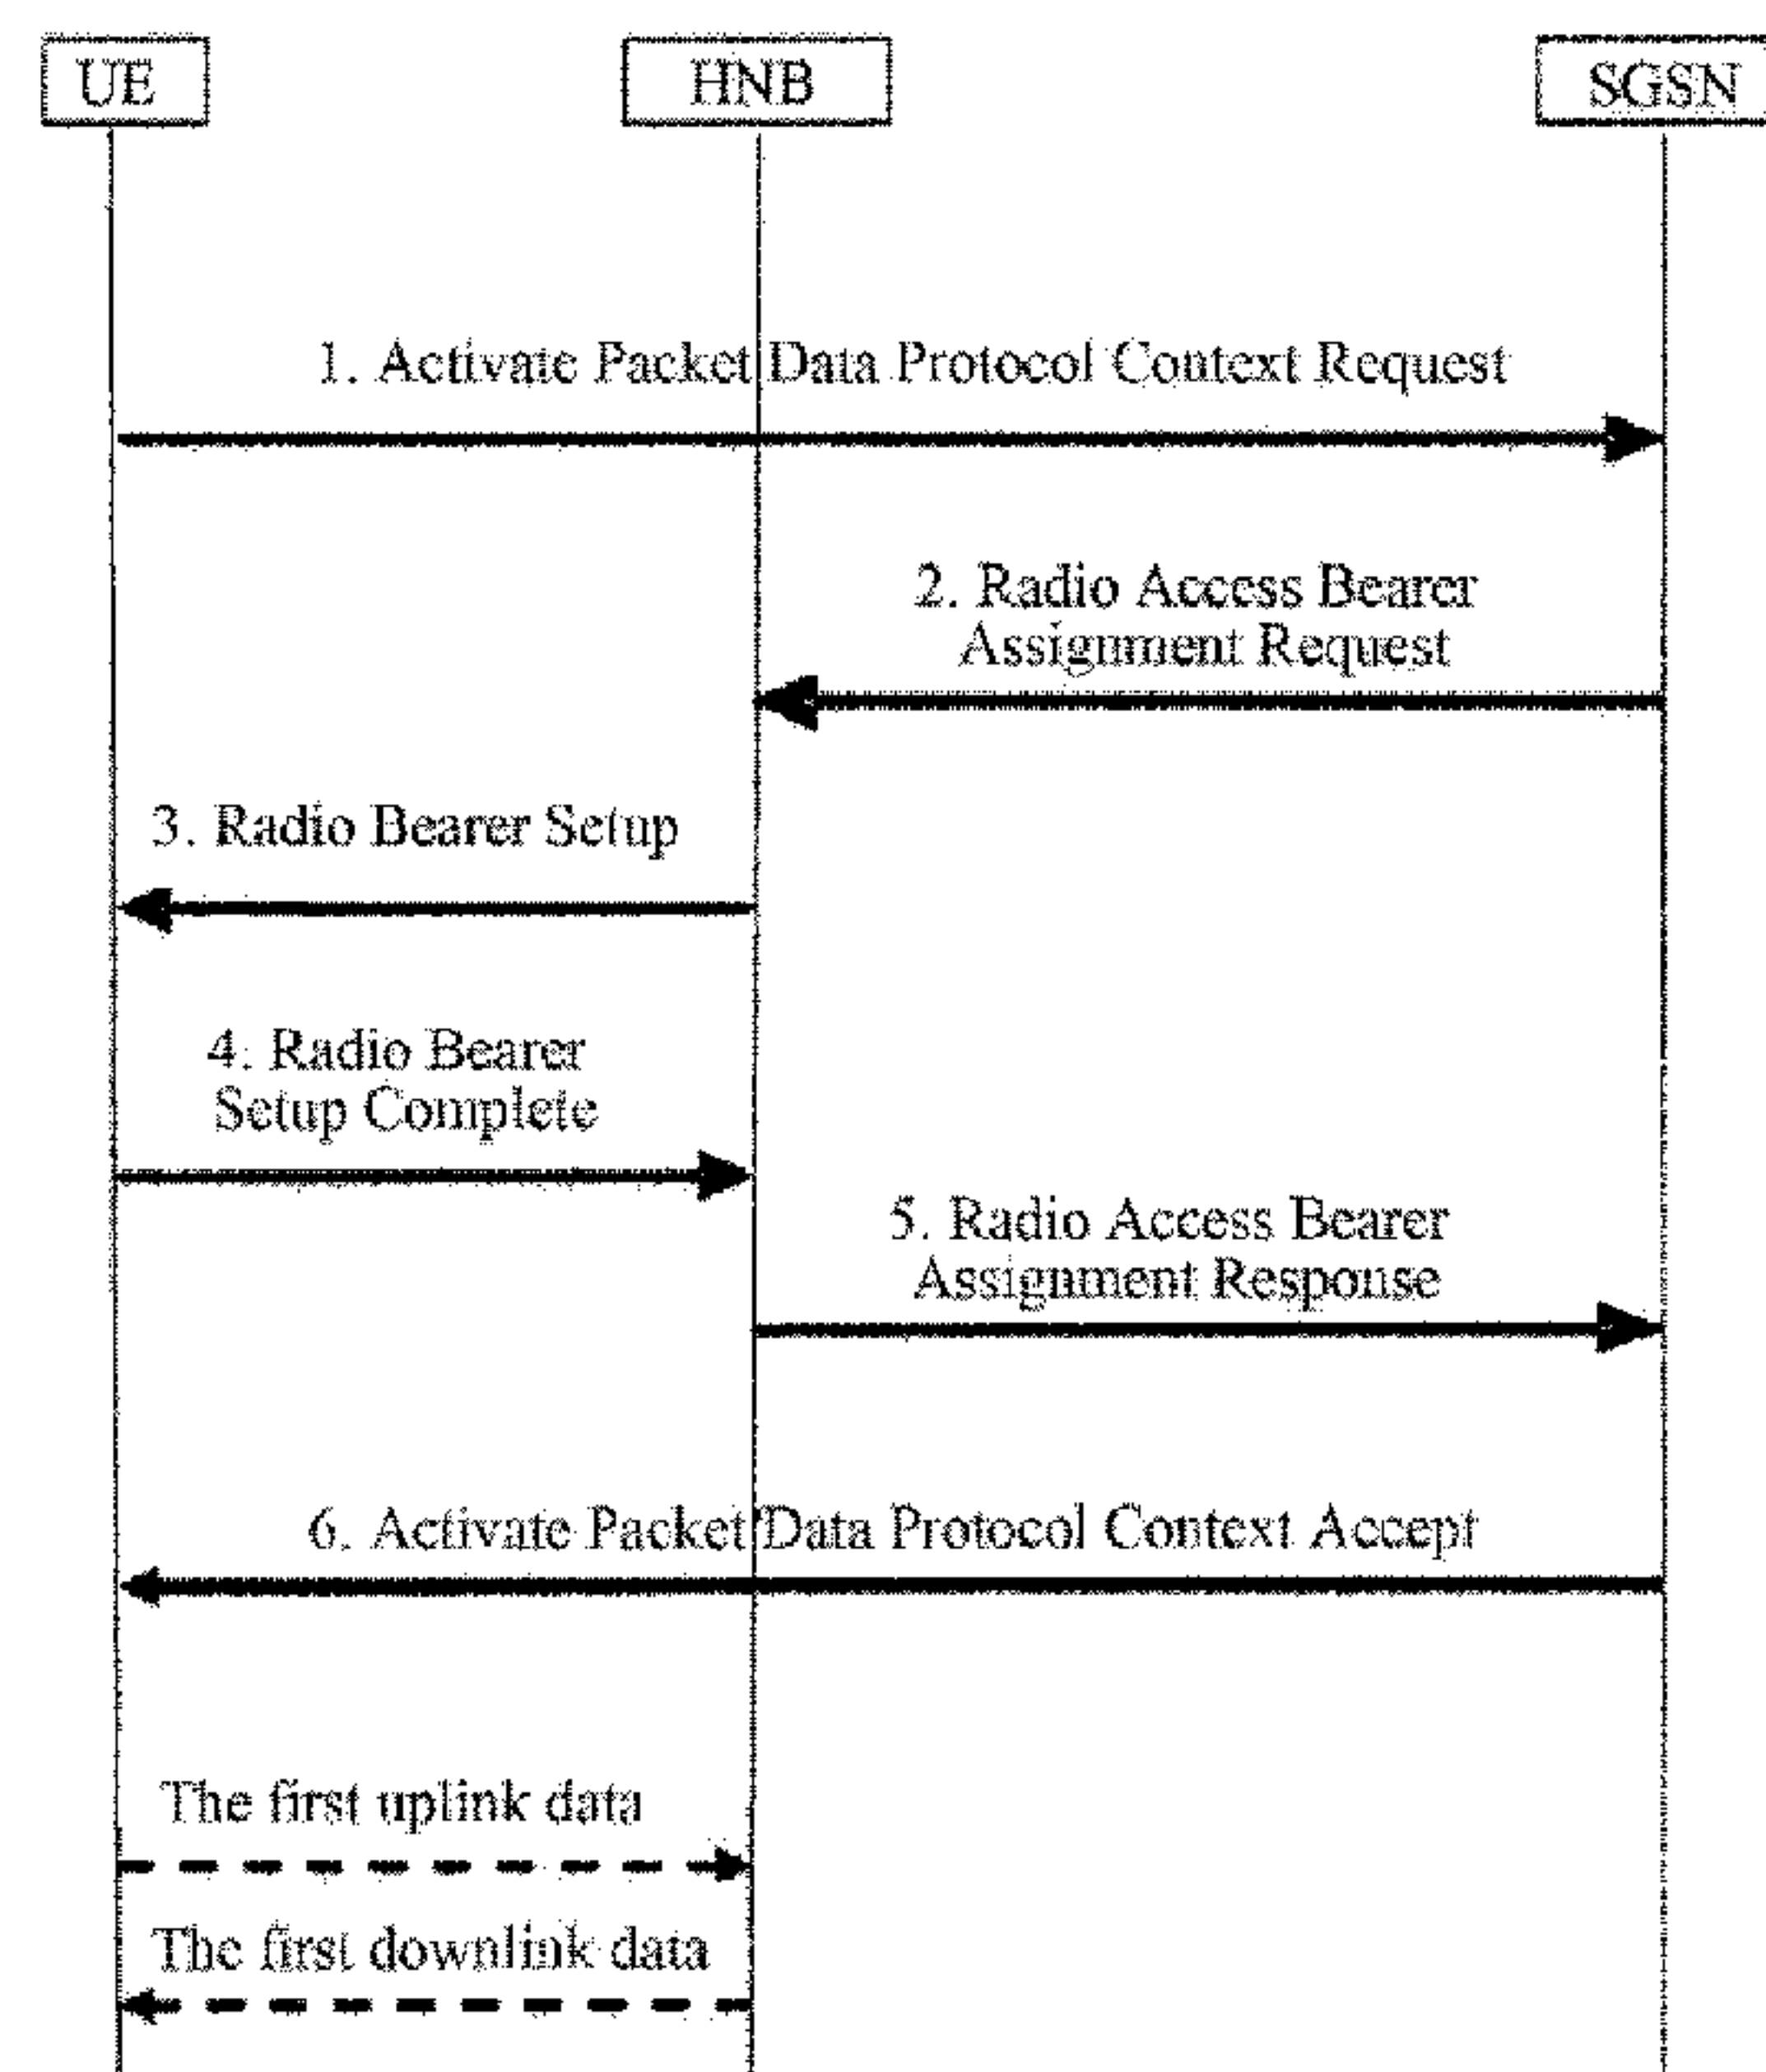 UE
HNB
SGSN
1. Activate Packet Data Protocol Context Request
2. Radio Access Bearer
Assignment Request
3. Radio Bearer Setup
4. Radio Bearer
Setup Complete
5. Radio Access Bearer
Assignment Response
6. Activate Packet Data Protocol Context Accept
The first uplink data
The first downlink data